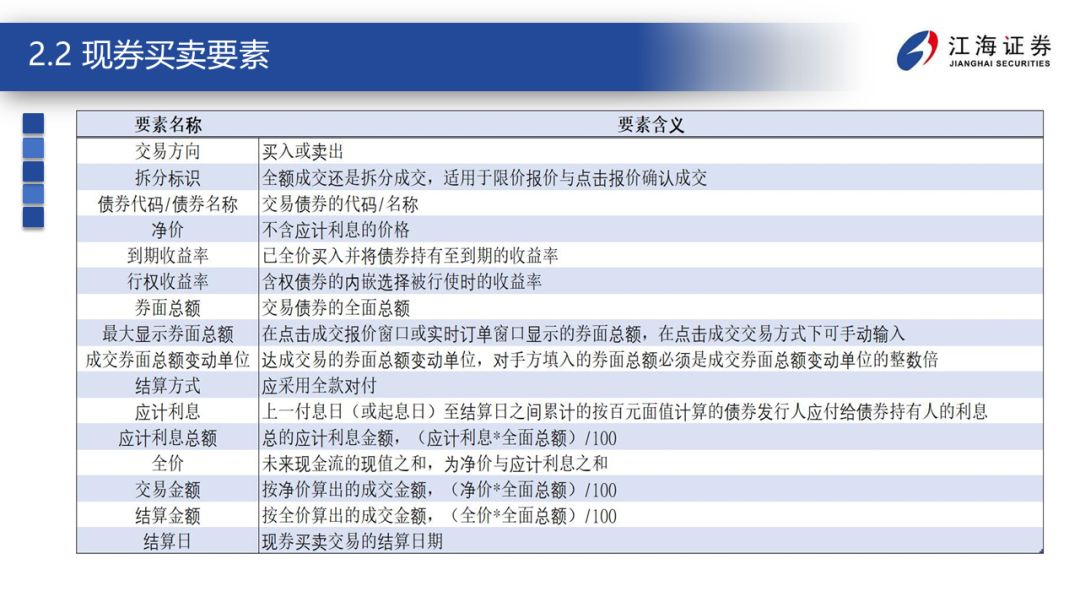 2.2 现券买卖要素
江海证券
JIANGHAI SECURITIES
要素名称 要素含义
交易方向 买入或卖出
拆分标识 全额成交还是拆分成交，适用于限价报价与点击报价确认成交
债券代码/债券名称 交易债券的代码/名称
净价 不含应计利息的价格
到期收益率 已全价买入并将债券持有至到期的收益率
行权收益率 含权债券的内嵌选择被行使时的收益率
券面总额 交易债券的全面总额
最大显示券面总额 在点击成交报价窗口或实时订单窗口显示的券面总额，在点击成交交易方式下可手动输入
成交券面总额变动单位 达成交易的券面总额变动单位，对手方填入的券面总额必须是成交券面总额变动单位的整数倍
结算方式 应采用全款对付
应计利息 上一付息日（或起息日）至结算日之间累计的按百元面值计算的债券发行人应付给债券持有人的利息
应计利息总额 总的应计利息金额，（应计利息*全面总额）/100
全价 未来现金流的现值之和，为净价与应计利息之和
交易金额 按净价算出的成交金额，（净价*全面总额）/100
结算金额 按全价算出的成交金额，（全价*全面总额）/100
结算日 现券买卖交易的结算日期